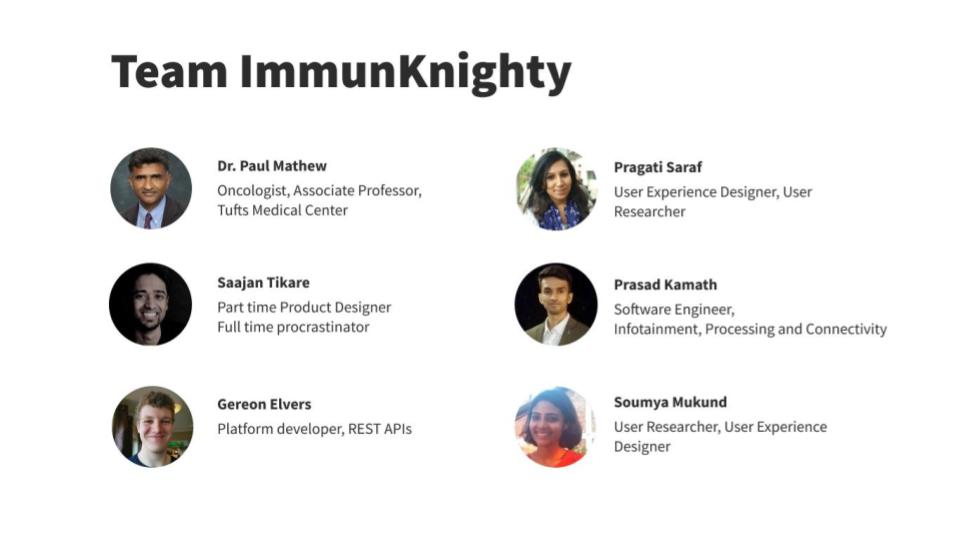 Team ImmunKnighty
Dr. Paul Mathew
Oncologist, Associate Professor,
Tufts Medical Center
Pragati Saraf
User Experience Designer, User
Researcher
Saajan Tikare
Part time Product Designer
Full time procrastinator
Prasad Kamath
Software Engineer,
Infotainment, Processing and Connectivity
Gereon Elvers
Platform developer, REST APIs
Soumya Mukund
User Researcher, User Experience
Designer